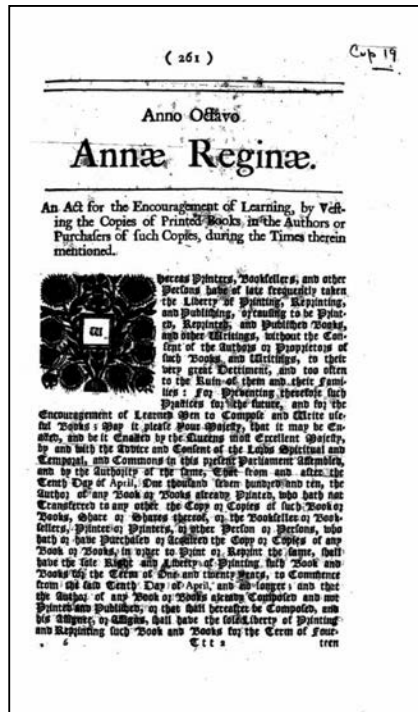 ( 261 )
Cap 19
Anno Octavo
Annæ Reginæ.
An Act for the Encouragement of Learning, by Vest-
ing the Copies of Printed Books in the Authors or
Purchasers of such Copies, during the Times therein
mentioned.
Whereas Printers, Booksellers, and other
Persons have of late frequently taken
the Liberty of Printing, Reprinting,
and Publishing, or causing to be Print-
ed, Reprinted, and Published Books,
and other Writings, without the Con-
sent of the Authors or Proprietors of
such Books and Writings, to their
very great Detriment, and too often
to the Ruin of them and their Fami-
lies: For Preventing therefore such
Practices for the future, and for the
Encouragement of Learned Men to Compose and Write use-
ful Books; May it please Your Majesty, that it may be En-
acted, and be it Enacted by the Queens most Excellent Majesty,
by and with the Advice and Consent of the Lords Spiritual and
Temporal, and Commons in this present Parliament Assembled,
and by the Authority of the same, That from and after the
Tenth Day of April, One thousand seven hundred and ten, the
Author of any Book or Books already Printed, who hath not
Transferred to any other the Copy or Copies of such Book or
Books, Share or Shares thereof, or the Bookseller or Book-
sellers, Printer or Printers, or other Person or Persons, who
hath or have Purchased or Acquired the Copy or Copies of any
Book or Books, in order to Print or Reprint the same, shall
have the sole Right and Liberty of Printing such Book and
Books for the Term of One and twenty Years, to Commence
from the said Tenth Day of April, and no longer; and that
the Author of any Book or Books already Composed and not
Printed and Published, or that shall hereafter be Composed, and
his Assignee, or Assigns, shall have the sole Liberty of Printing
and Reprinting such Book and Books for the Term of Four-
Tttt 2 teen